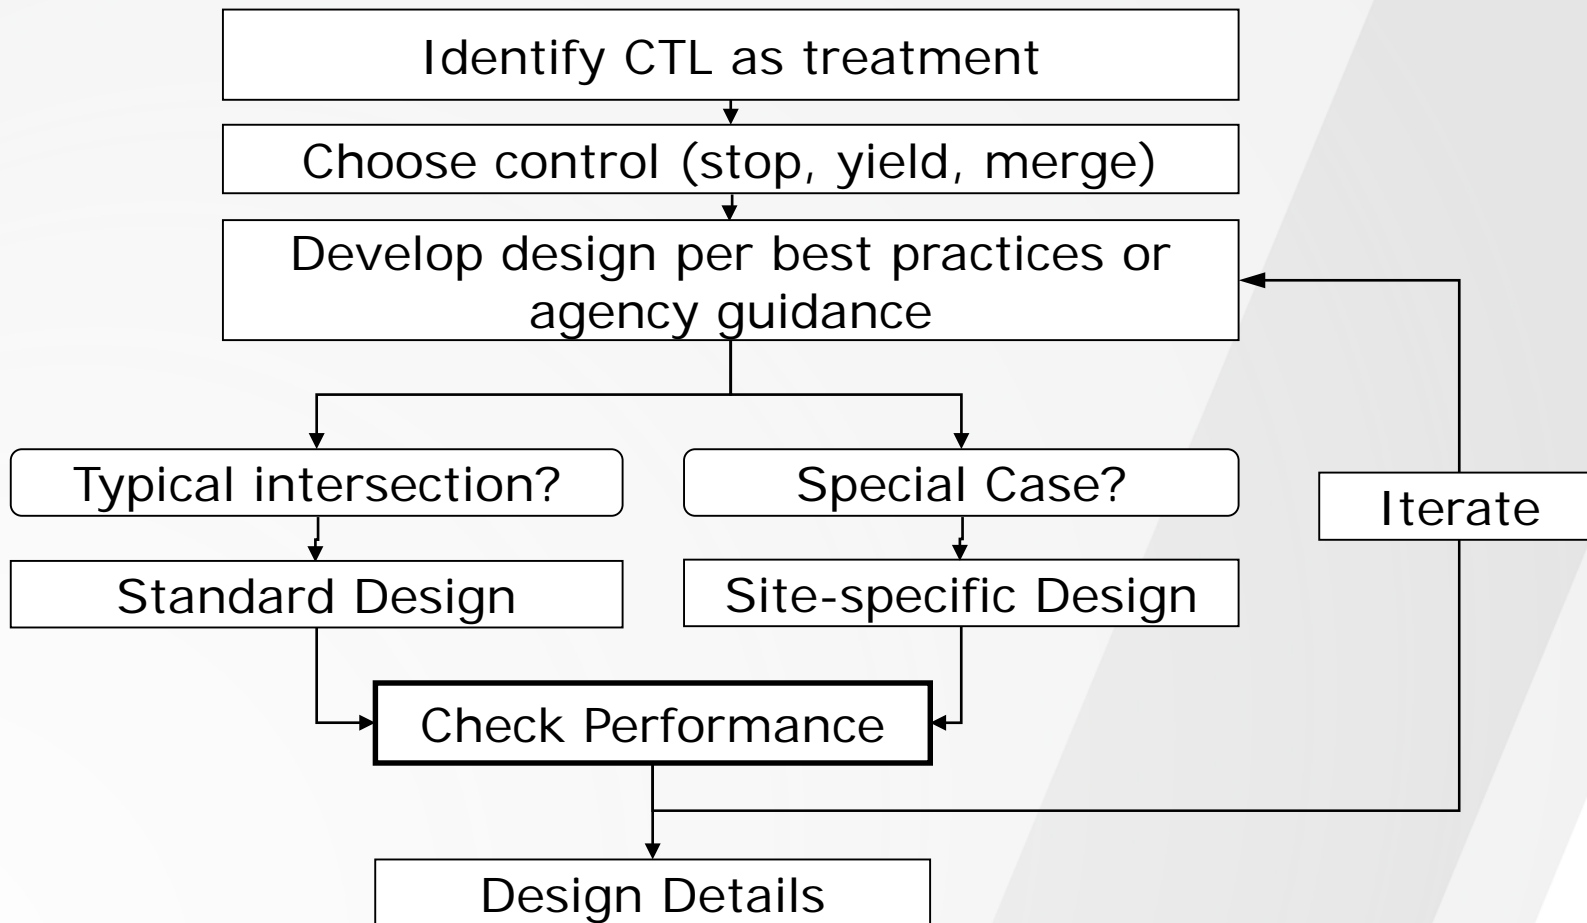 Identify CTL as treatment
Choose control (stop, yield, merge)
Develop design per best practices or
agency guidance
Typical intersection?
Special Case?
Iterate
Standard Design
Site-specific Design
Check Performance
Design Details